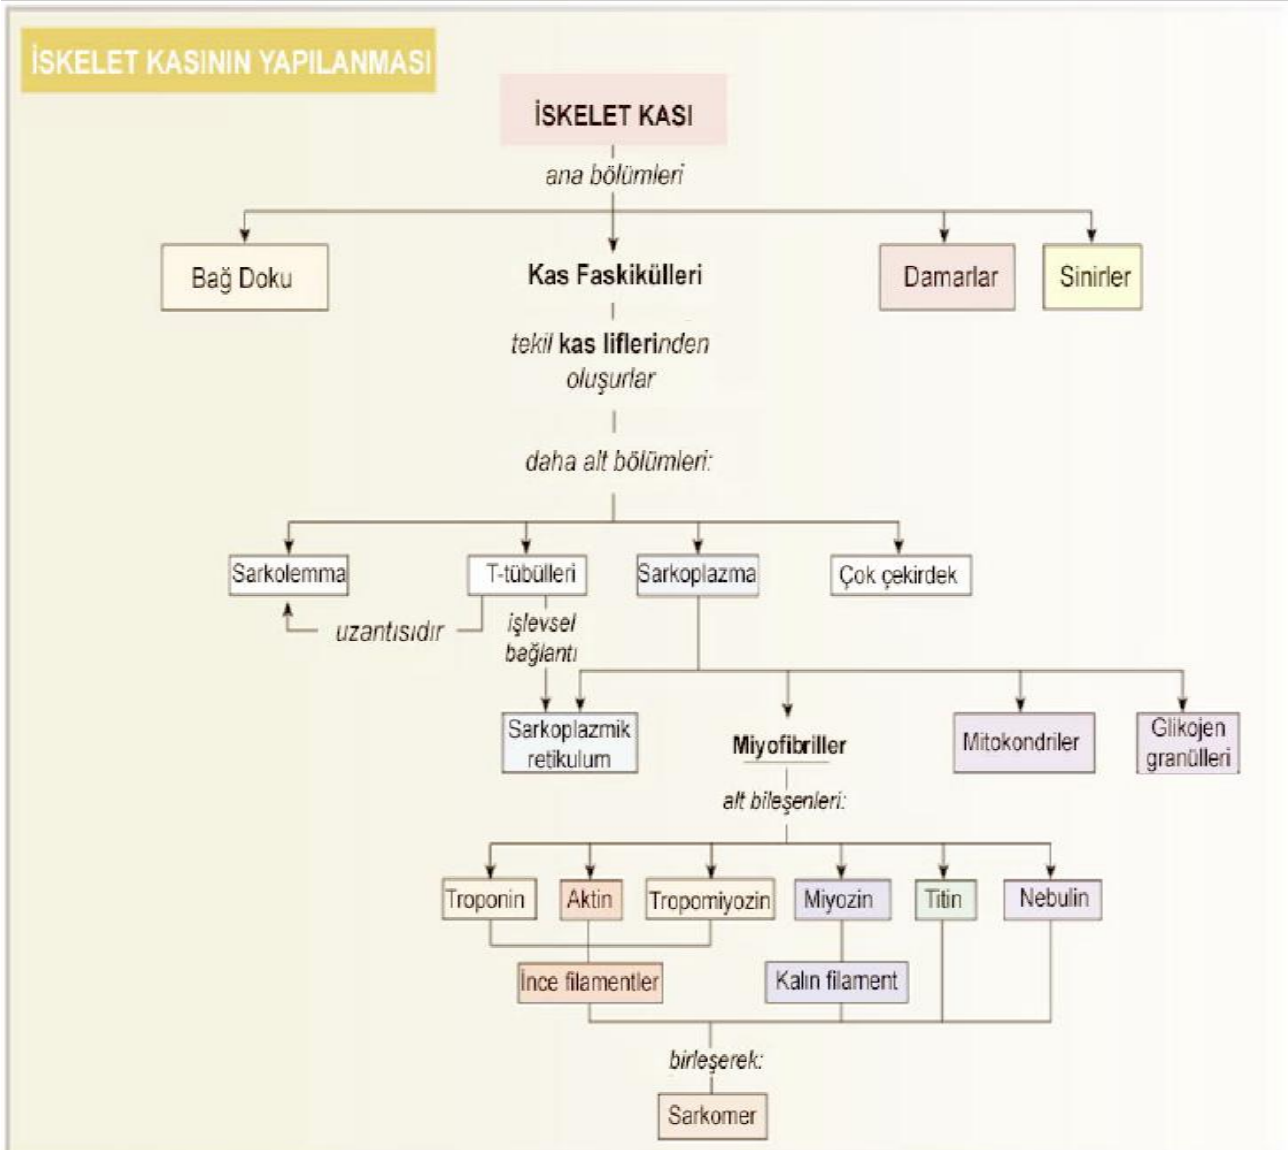 İSKELET KASININ YAPILANMASI
İSKELET KASI
ana bölümleri
Bağ Doku
Kas Faskikülleri
Damarlar
Sinirler
tekil kas liflerinden
oluşurlar
daha alt bölümleri:
Sarkolemma
T-tübülleri
Sarkoplazma
Çok çekirdek
uzantısıdır
işlevsel
bağlantı
Sarkoplazmik
retikulum
Miyofibriller
Mitokondriler
Glikojen
granülleri
alt bileşenleri:
Troponin
Aktin
Tropomiyozin
Miyozin
Titin
Nebulin
İnce filamentler
Kalın filament
birleşerek:
Sarkomer